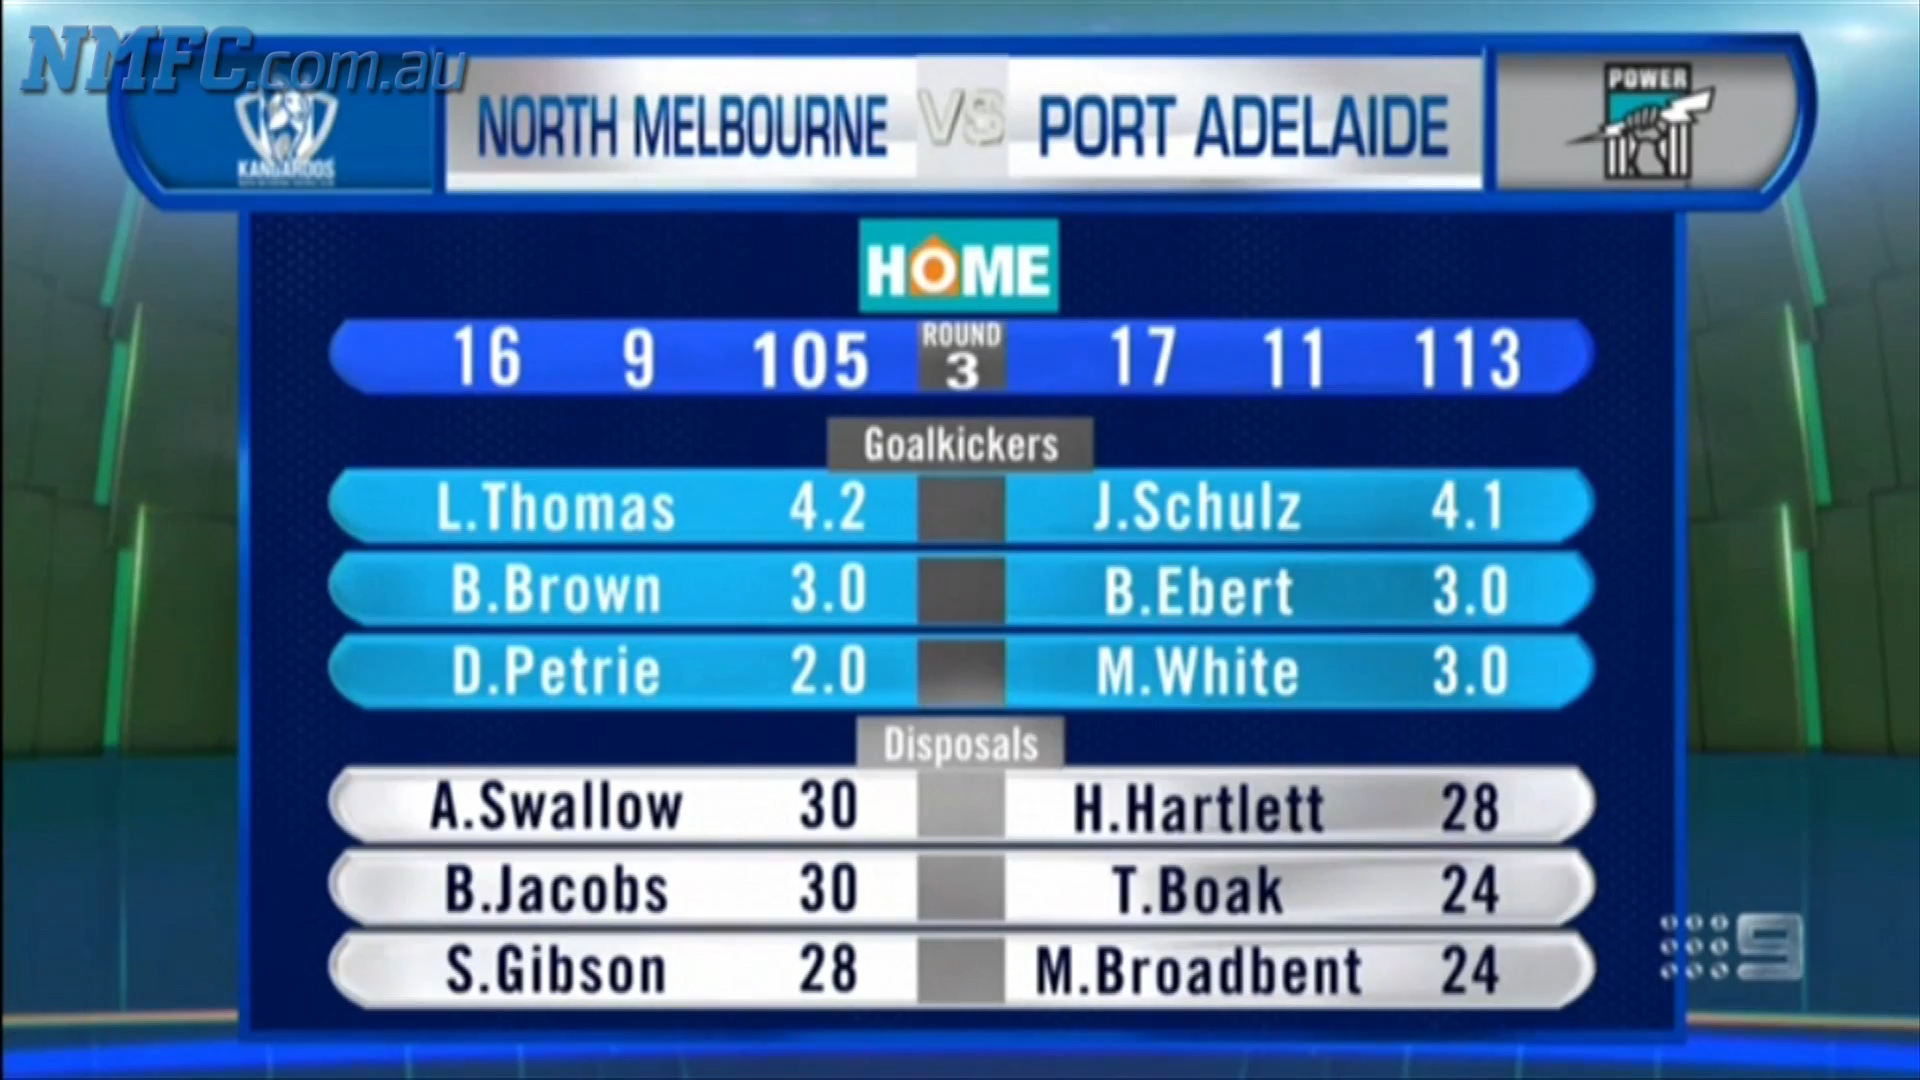 NMFC.com.au
KANGAROOS
NORTH MELBOURNE VS PORT ADELAIDE
POWER
HOME
16 9 105 ROUND 3 17 11 113
Goalkickers
L.Thomas 4.2 J.Schulz 4.1
B.Brown 3.0 B.Ebert 3.0
D.Petrie 2.0 M.White 3.0
Disposals
A.Swallow 30 H.Hartlett 28
B.Jacobs 30 T.Boak 24
S.Gibson 28 M.Broadbent 24
9